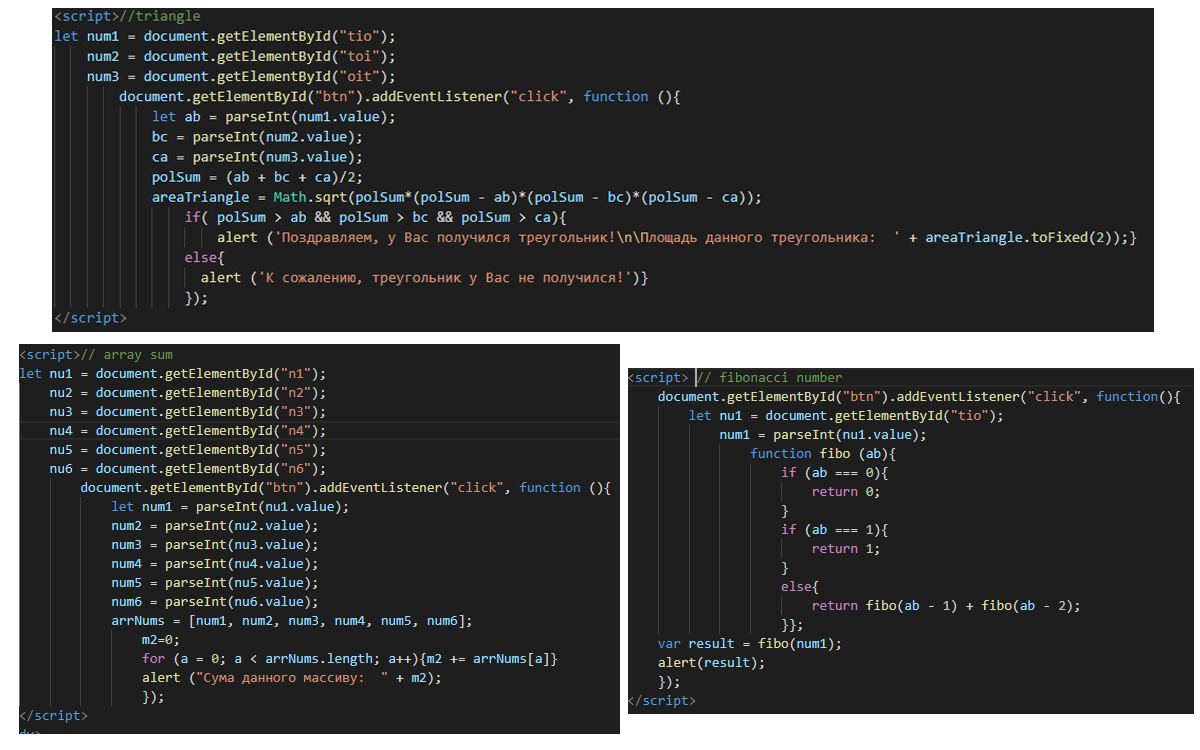 <script>//triangle
let num1 = document.getElementById("tio");
num2 = document.getElementById("toi");
num3 = document.getElementById("oit");
document.getElementById("btn").addEventListener("click", function (){
let ab = parseInt(num1.value);
bc = parseInt(num2.value);
ca = parseInt(num3.value);
polSum = (ab + bc + ca)/2;
areaTriangle = Math.sqrt(polSum*(polSum - ab)*(polSum - bc)*(polSum - ca));
if( polSum > ab && polSum > bc && polSum > ca){
alert ('Поздравляем, у Вас получился треугольник!\n\Площадь данного треугольника:  ' + areaTriangle.toFixed(2));}
else{
alert ('К сожалению, треугольник у Вас не получился!')}
});
</script>
<script>// array sum
let nu1 = document.getElementById("n1");
nu2 = document.getElementById("n2");
nu3 = document.getElementById("n3");
nu4 = document.getElementById("n4");
nu5 = document.getElementById("n5");
nu6 = document.getElementById("n6");
document.getElementById("btn").addEventListener("click", function (){
let num1 = parseInt(nu1.value);
num2 = parseInt(nu2.value);
num3 = parseInt(nu3.value);
num4 = parseInt(nu4.value);
num5 = parseInt(nu5.value);
num6 = parseInt(nu6.value);
arrNums = [num1, num2, num3, num4, num5, num6];
m2=0;
for (a = 0; a < arrNums.length; a++){m2 += arrNums[a]}
alert ("Сума данного массиву:  " + m2);
});
</script>
<script> // fibonacci number
document.getElementById("btn").addEventListener("click", function(){
let nu1 = document.getElementById("tio");
num1 = parseInt(nu1.value);
function fibo (ab){
if (ab === 0){
return 0;
}
if (ab === 1){
return 1;
}
else{
return fibo(ab - 1) + fibo(ab - 2);
}};
var result = fibo(num1);
alert(result);
});
</script>